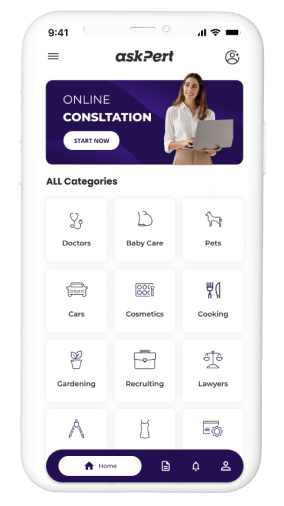 9:41
askPert
ONLINE
CONSLTATION
START NOW
ALL Categories
Doctors
Baby Care
Pets
Cars
Cosmetics
Cooking
Gardening
Recruiting
Lawyers
Home